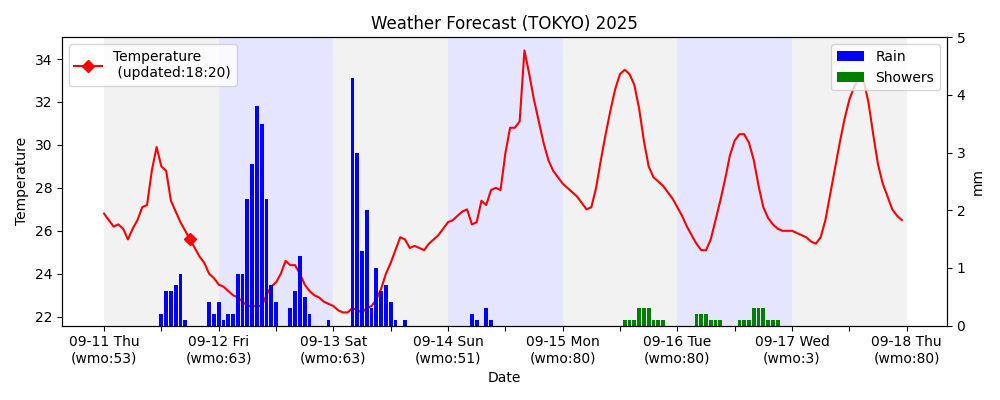 Weather Forecast (TOKYO) 2025
Temperature
(updated:18:20)
Rain
Showers
34
32
30
28
26
24
22
Temperature
5
4
3
2
1
0
mm
09-11 Thu
(wmo:53)
09-12 Fri
(wmo:63)
09-13 Sat
(wmo:63)
09-14 Sun
(wmo:51)
09-15 Mon
(wmo:80)
09-16 Tue
(wmo:80)
09-17 Wed
(wmo:3)
09-18 Thu
(wmo:80)
Date